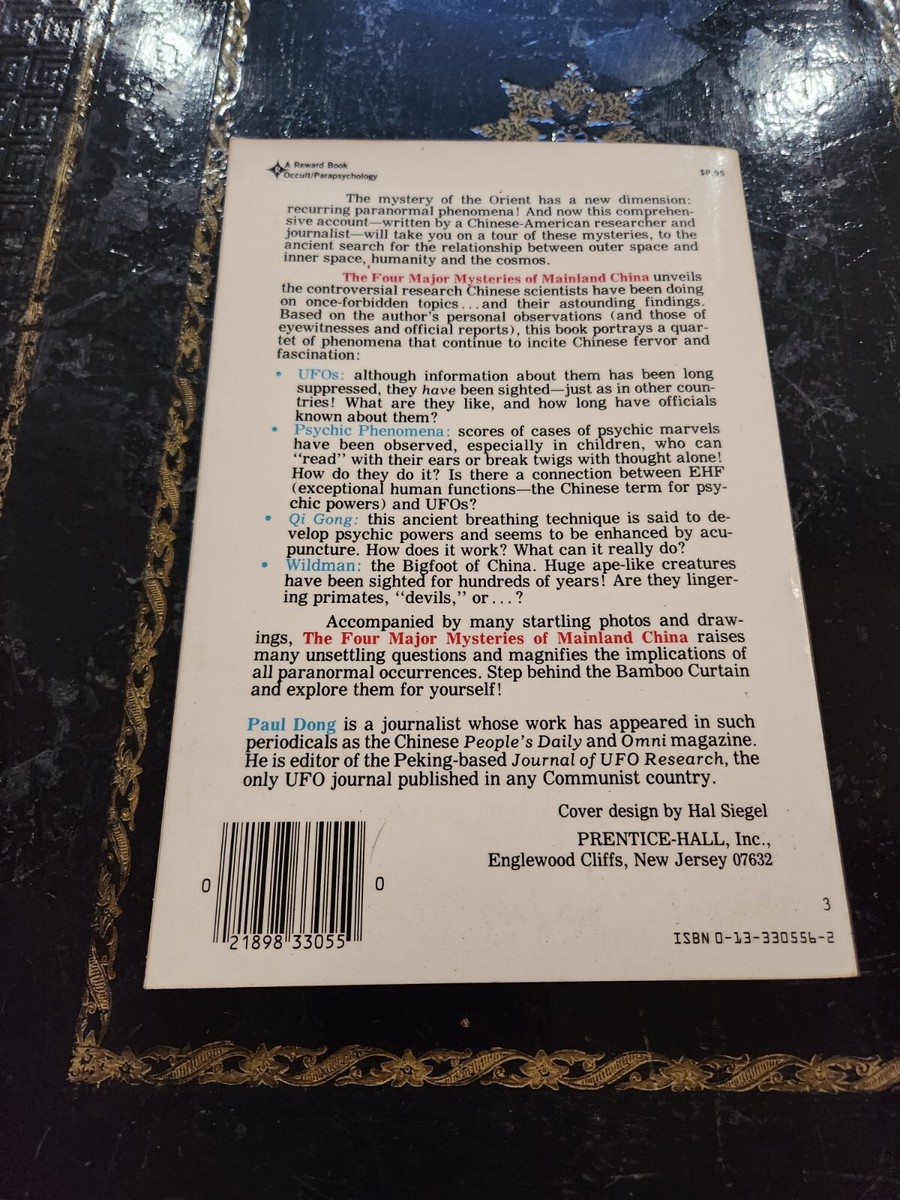 A Reward Book
Occult/Parapsychology
$8.95
The mystery of the Orient has a new dimension:
recurring paranormal phenomena! And now this comprehen-
sive account—written by a Chinese-American researcher and
journalist—will take you on a tour of these mysteries, to the
ancient search for the relationship between outer space and
inner space, humanity and the cosmos.
The Four Major Mysteries of Mainland China unveils
the controversial research Chinese scientists have been doing
on once-forbidden topics...and their astounding findings.
Based on the author's personal observations (and those of
eyewitnesses and official reports), this book portrays a quar-
tet of phenomena that continue to incite Chinese fervor and
fascination:
• UFOs: although information about them has been long
suppressed, they have been sighted—just as in other coun-
tries! What are they like, and how long have officials
known about them?
• Psychic Phenomena: scores of cases of psychic marvels
have been observed, especially in children, who can
"read" with their ears or break twigs with thought alone!
How do they do it? Is there a connection between EHF
(exceptional human functions—the Chinese term for psy-
chic powers) and UFOs?
• Qi Gong: this ancient breathing technique is said to de-
velop psychic powers and seems to be enhanced by acu-
puncture. How does it work? What can it really do?
• Wildman: the Bigfoot of China. Huge ape-like creatures
have been sighted for hundreds of years! Are they linger-
ing primates, "devils," or...?
Accompanied by many startling photos and draw-
ings, The Four Major Mysteries of Mainland China raises
many unsettling questions and magnifies the implications of
all paranormal occurrences. Step behind the Bamboo Curtain
and explore them for yourself!
Paul Dong is a journalist whose work has appeared in such
periodicals as the Chinese People's Daily and Omni magazine.
He is editor of the Peking-based Journal of UFO Research, the
only UFO journal published in any Communist country.
Cover design by Hal Siegel
PRENTICE-HALL, Inc.,
Englewood Cliffs, New Jersey 07632
3
ISBN 0-13-330556-2
0 21898 33055 0